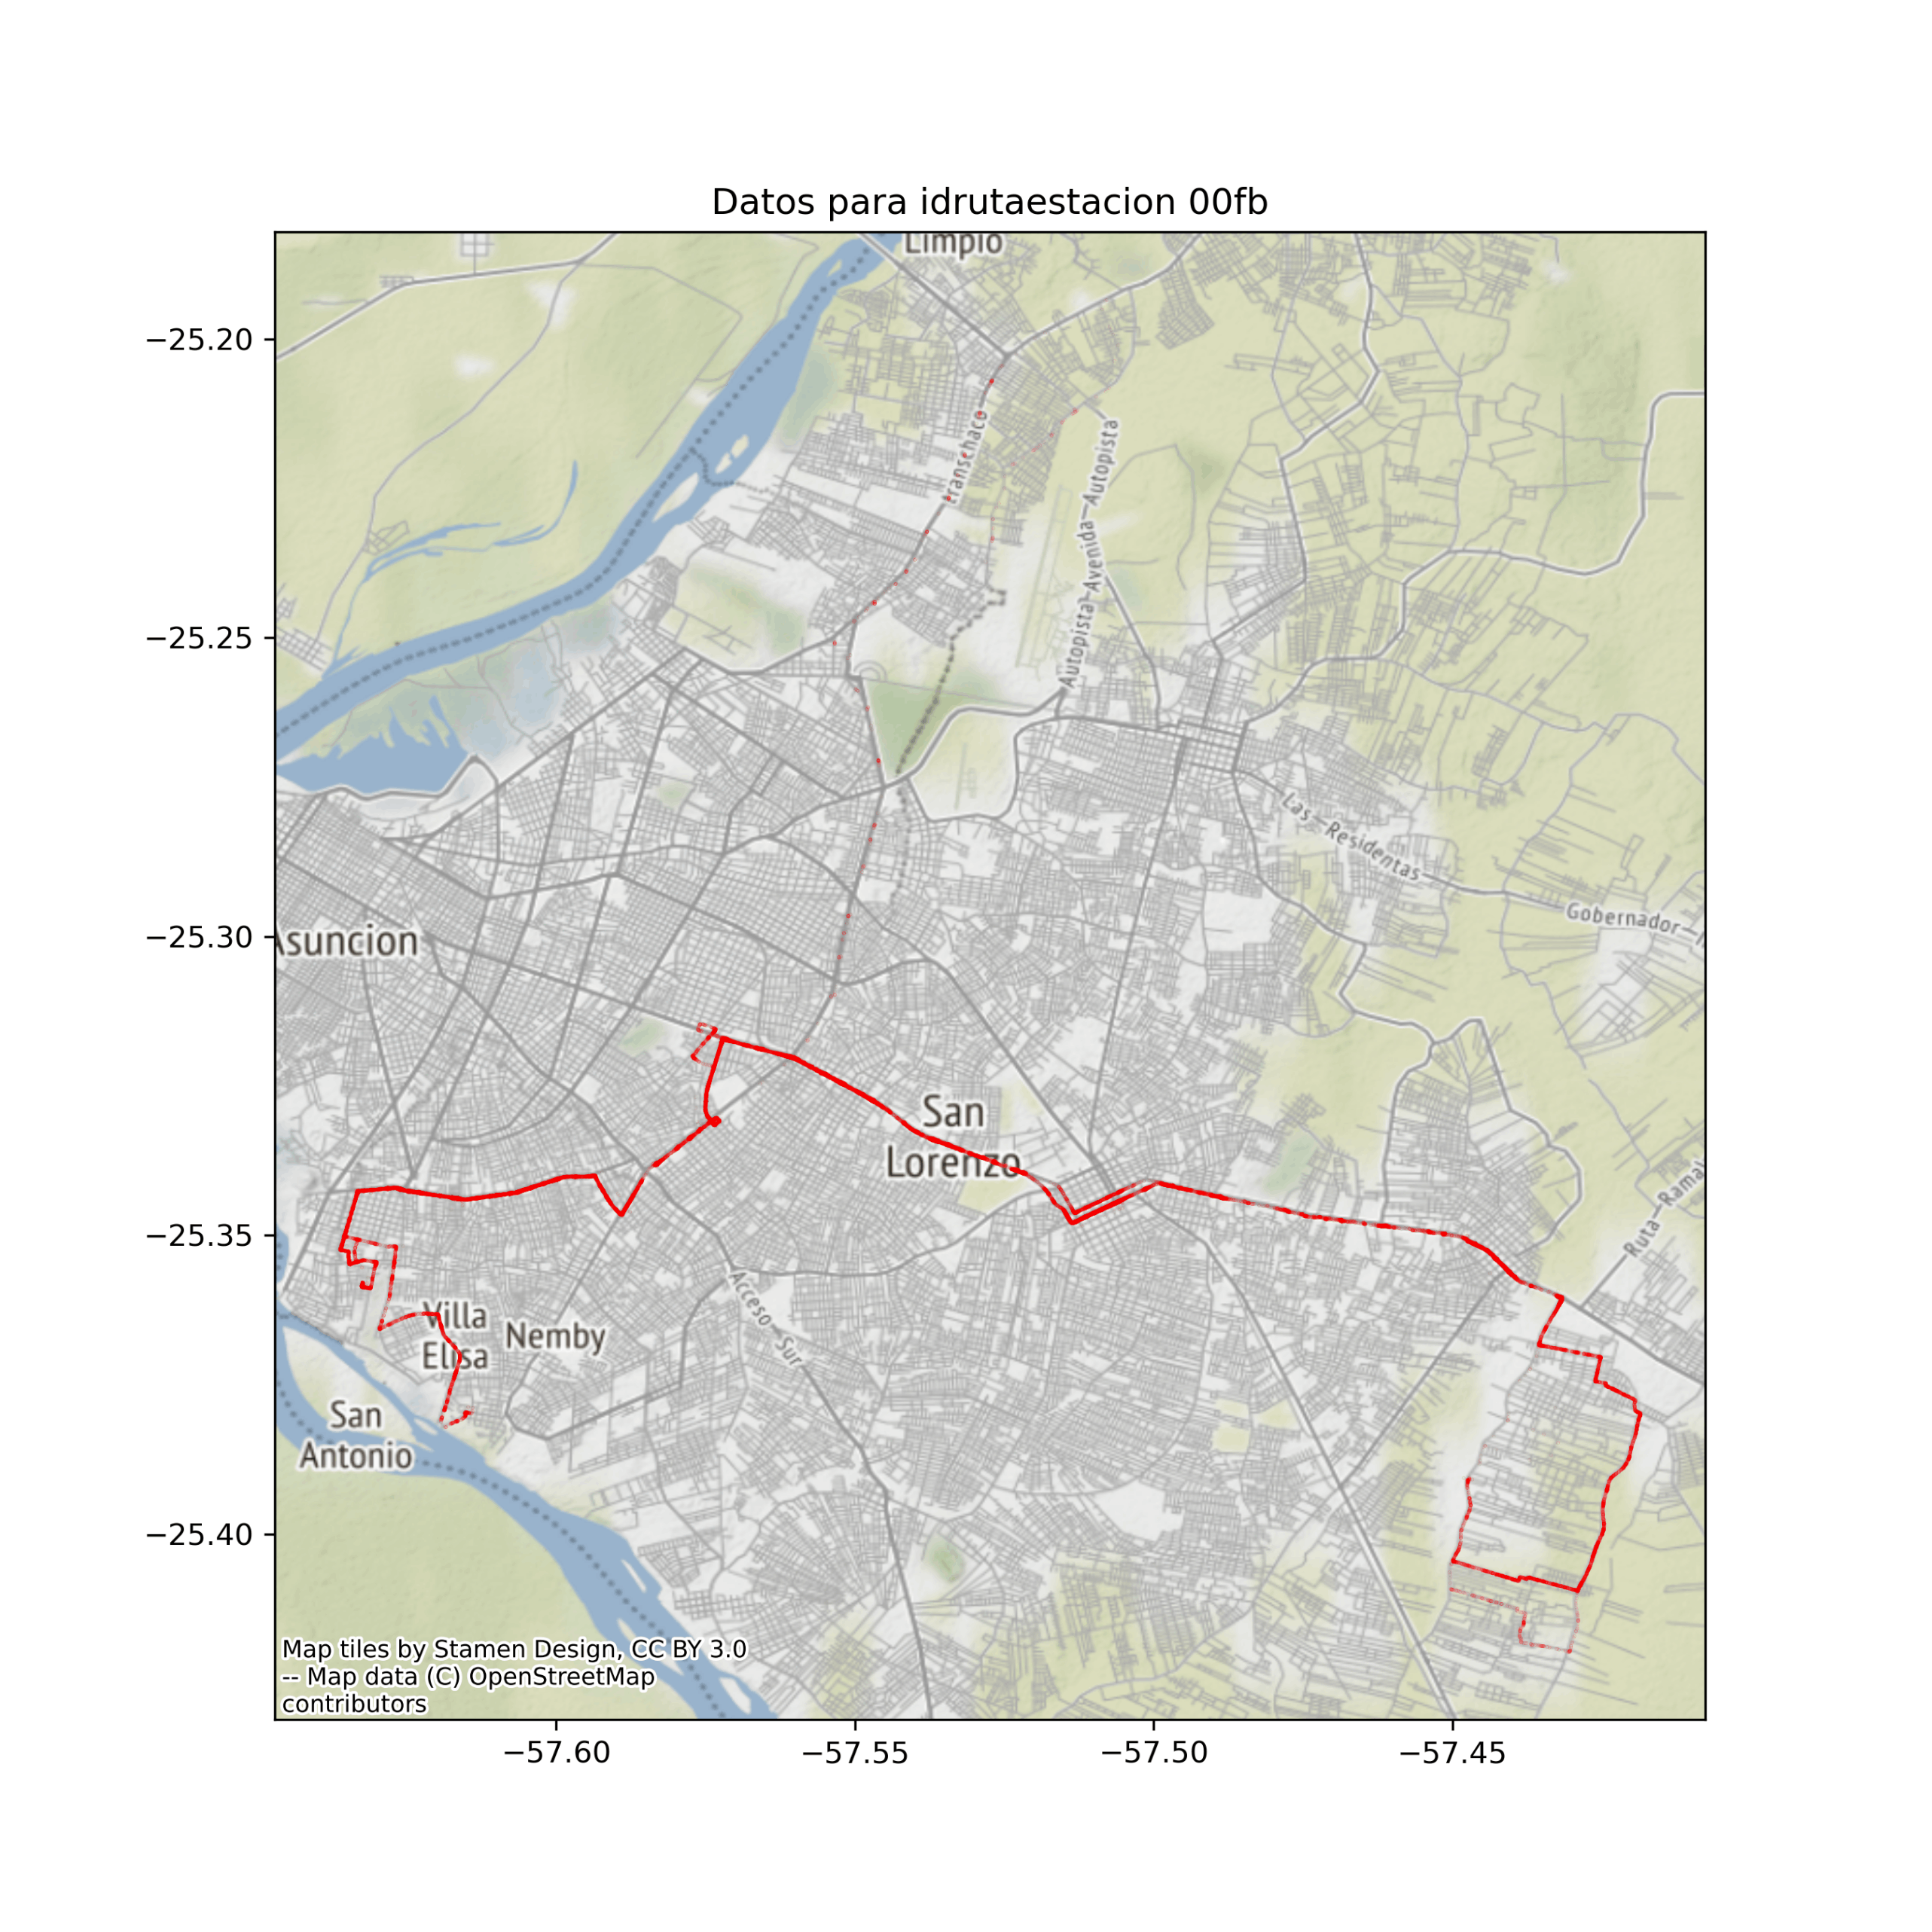 Datos para idrutaestacion 00fb
Limpio
−25.20
Transchaco
Autopista—Avenida—Autopista
−25.25
Las—Residentas
Gobernador
−25.30
Asuncion
San
Lorenzo
−25.35
Ruta—Ramal
Acceso—Sur
Villa
Elisa
Nemby
San
Antonio
−25.40
Map tiles by Stamen Design, CC BY 3.0
-- Map data (C) OpenStreetMap
contributors
−57.60
−57.55
−57.50
−57.45